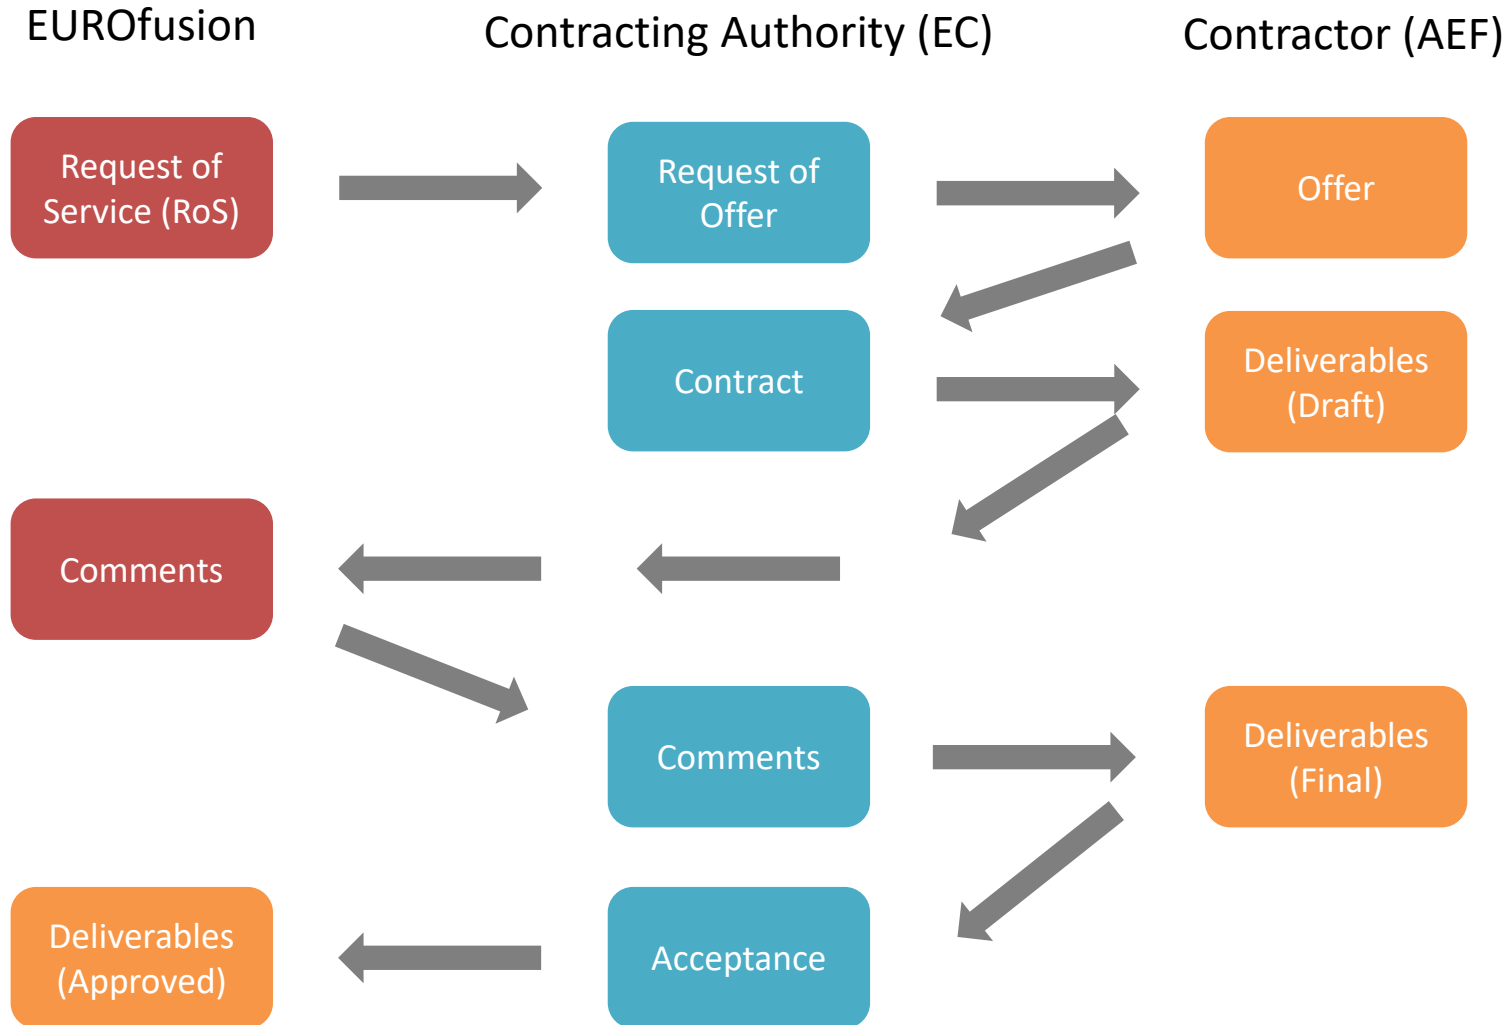 EUROfusion
Contracting Authority (EC)
Contractor (AEF)
Request of
Service (RoS)
Request of
Offer
Offer
Contract
Deliverables
(Draft)
Comments
Comments
Deliverables
(Final)
Deliverables
(Approved)
Acceptance